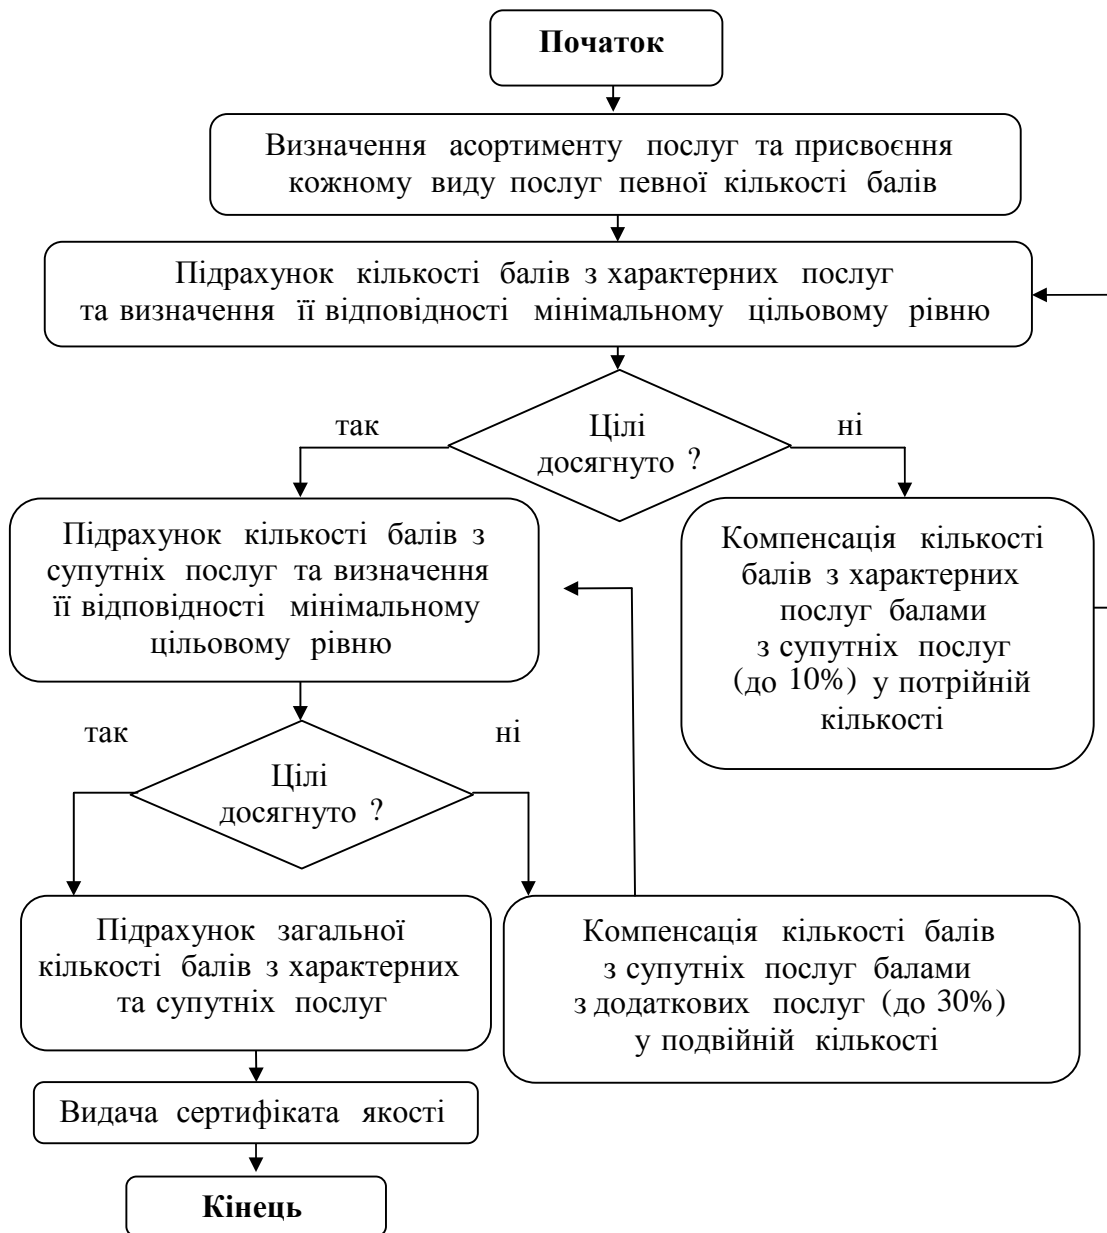 Початок
Визначення асортименту послуг та присвоєння
кожному виду послуг певної кількості балів
Підрахунок кількості балів з характерних послуг
та визначення її відповідності мінімальному цільовому рівню
так
Цілі
досягнуто ?
ні
Підрахунок кількості балів з
супутніх послуг та визначення
її відповідності мінімальному
цільовому рівню
Компенсація кількості
балів з характерних
послуг балами
з супутніх послуг
(до 10%) у потрійній
кількості
так
Цілі
досягнуто ?
ні
Підрахунок загальної
кількості балів з характерних
та супутніх послуг
Компенсація кількості балів
з супутніх послуг балами
з додаткових послуг (до 30%)
у подвійній кількості
Видача сертифіката якості
Кінець